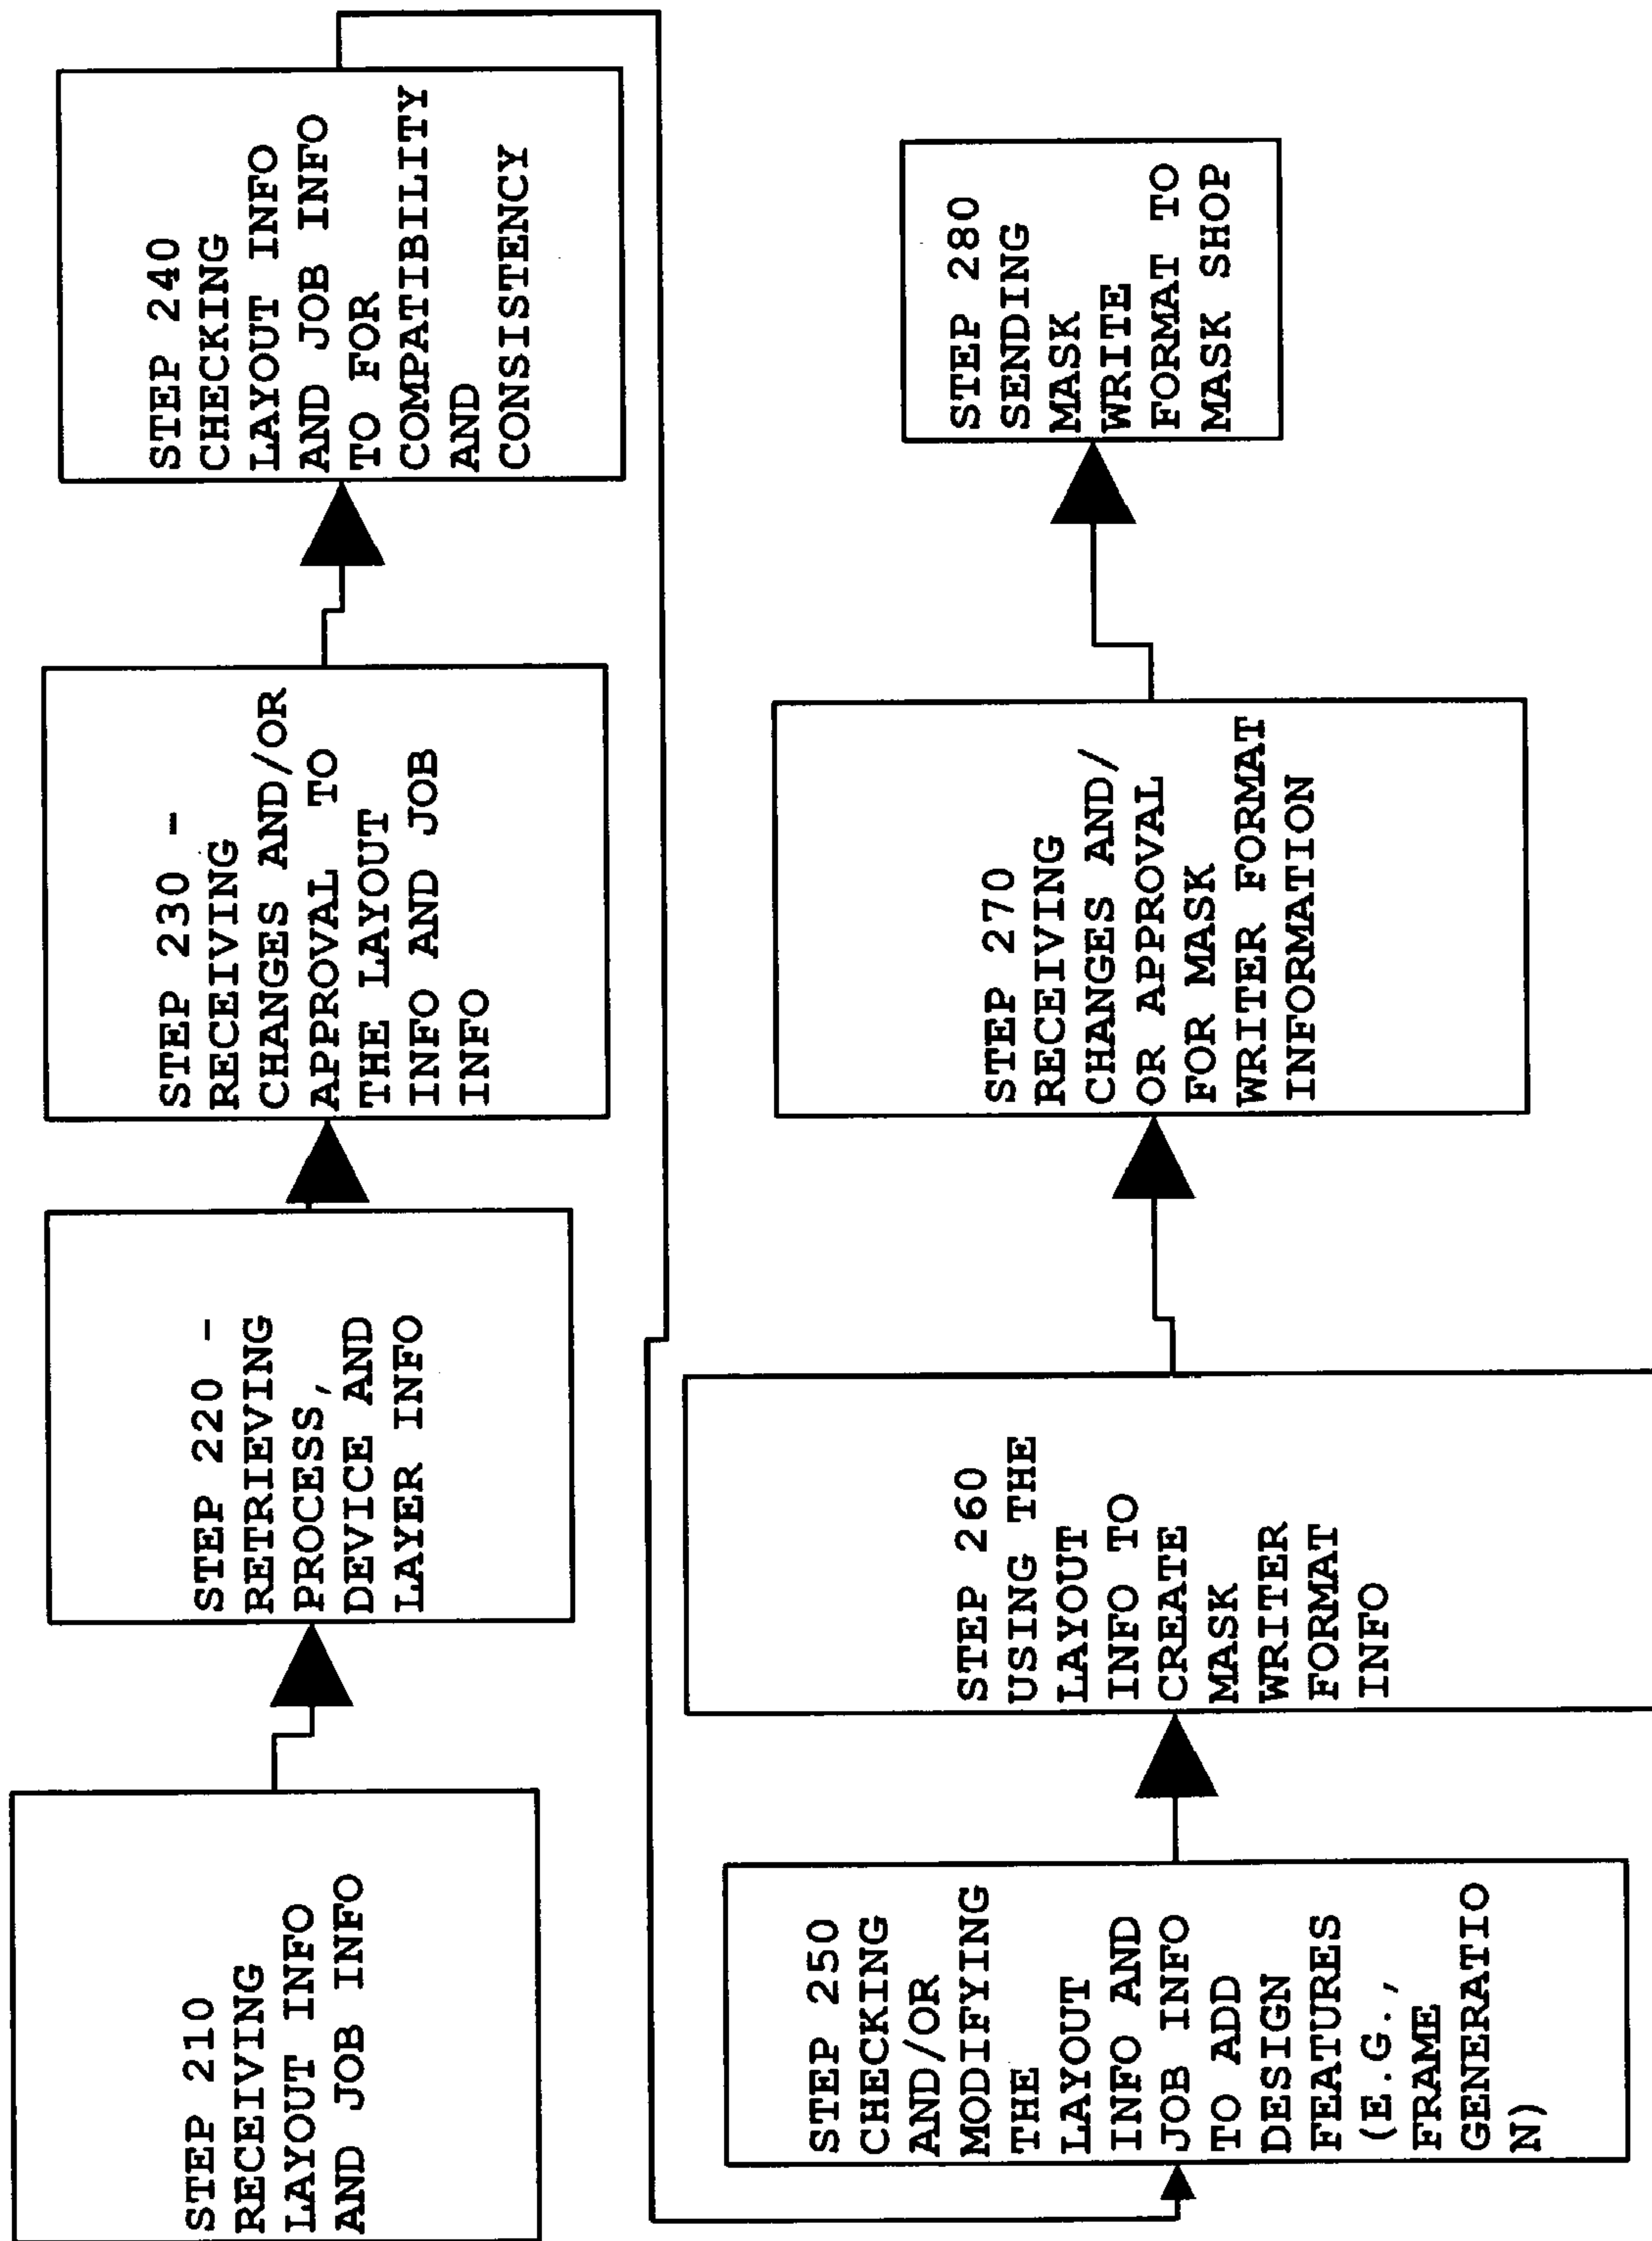 STEP 210
RECEIVING
LAYOUT INFO
AND JOB INFO
STEP 220 -
RETRIEVING
PROCESS,
DEVICE AND
LAYER INFO
STEP 230 -
RECEIVING
CHANGES AND/OR
APPROVAL TO
THE LAYOUT
INFO AND JOB
INFO
STEP 240
CHECKING
LAYOUT INFO
AND JOB INFO
TO FOR
COMPATIBILITY
AND
CONSISTENCY
STEP 250
CHECKING
AND/OR
MODIFYING
THE
LAYOUT
INFO AND
JOB INFO
TO ADD
DESIGN
FEATURES
(E.G.,
FRAME
GENERATIO
N)
STEP 260
USING THE
LAYOUT
INFO TO
CREATE
MASK
WRITER
FORMAT
INFO
STEP 270
RECEIVING
CHANGES AND/
OR APPROVAL
FOR MASK
WRITER FORMAT
INFORMATION
STEP 280
SENDING
MASK
WRITE
FORMAT TO
MASK SHOP